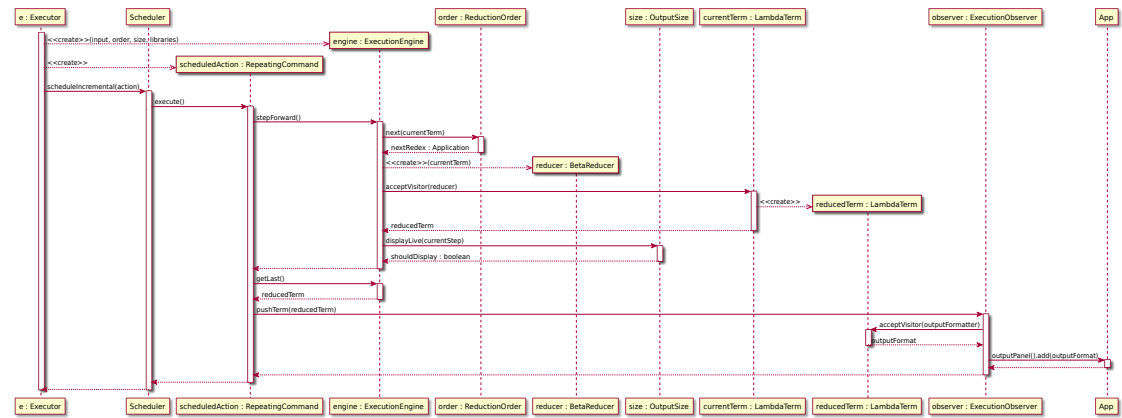 e : Executor
Scheduler
order : ReductionOrder
size : OutputSize
currentTerm : LambdaTerm
observer : ExecutionObserver
App
<<create>>(input, order, size, libraries)
engine : ExecutionEngine
<<create>>
scheduledAction : RepeatingCommand
scheduleIncremental(action)
execute()
stepForward()
next(currentTerm)
nextRedex : Application
<<create>>(currentTerm)
reducer : BetaReducer
acceptVisitor(reducer)
<<create>>
reducedTerm : LambdaTerm
reducedTerm
displayLive(currentStep)
shouldDisplay : boolean
getLast()
reducedTerm
pushTerm(reducedTerm)
acceptVisitor(outputFormatter)
outputFormat
outputPanel().add(outputFormat)
e : Executor
Scheduler
scheduledAction : RepeatingCommand
engine : ExecutionEngine
order : ReductionOrder
reducer : BetaReducer
size : OutputSize
currentTerm : LambdaTerm
reducedTerm : LambdaTerm
observer : ExecutionObserver
App